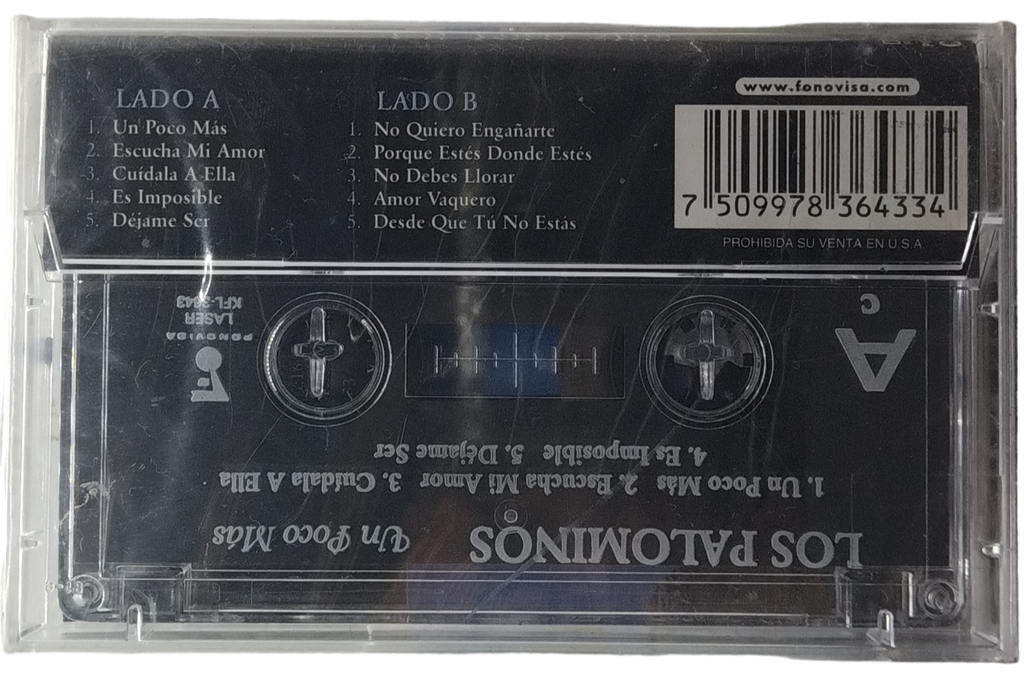 LADO A
1. Un Poco Más
2. Escucha Mi Amor
3. Cuídala A Ella
4. Es Imposible
5. Déjame Ser
LADO B
1. No Quiero Engañarte
2. Porque Estés Donde Estés
3. No Debes Llorar
4. Amor Vaquero
5. Desde Que Tú No Estás
www.fonovisa.com
7 509978 364334
PROHIBIDA SU VENTA EN U.S.A.
LOS PALOMINOS Un Poco Más
1. Un Poco Más 2. Escucha Mi Amor 3. Cuídala A Ella
4. Es Imposible 5. Déjame Ser
A
C
FONOVISA
LASER